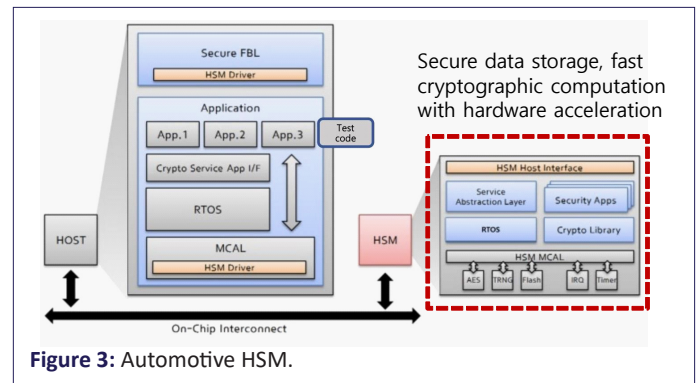 Secure FBL
HSM Driver
Application
App.1
App.2
App.3
Test
code
Crypto Service App I/F
RTOS
MCAL
HSM Driver
HOST
Secure data storage, fast
cryptographic computation
with hardware acceleration
HSM
HSM Host Interface
Service
Abstraction Layer
Security Apps
RTOS
Crypto Library
HSM MCAL
AES
TRNG
Flash
IRQ
Timer
On-Chip Interconnect
Figure 3: Automotive HSM.